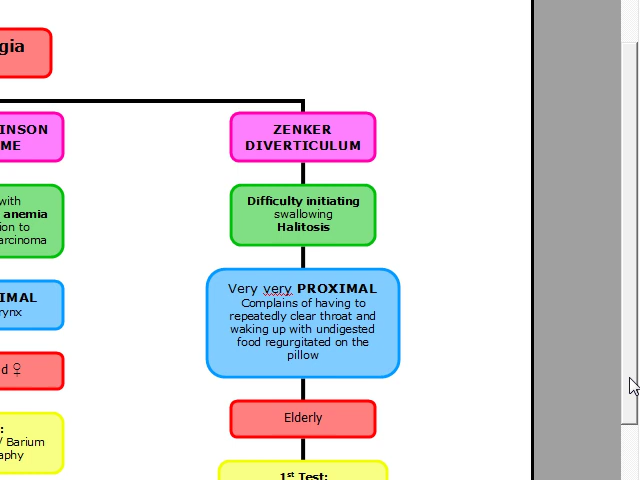 gia
INSON
ME
with
anemia
ion to
arcinoma
IMAL
rynx
d ♀
:
/ Barium
aphy
ZENKER
DIVERTICULUM
Difficulty initiating
swallowing
Halitosis
Very very PROXIMAL
Complains of having to
repeatedly clear throat and
waking up with undigested
food regurgitated on the
pillow
Elderly
1st Test: